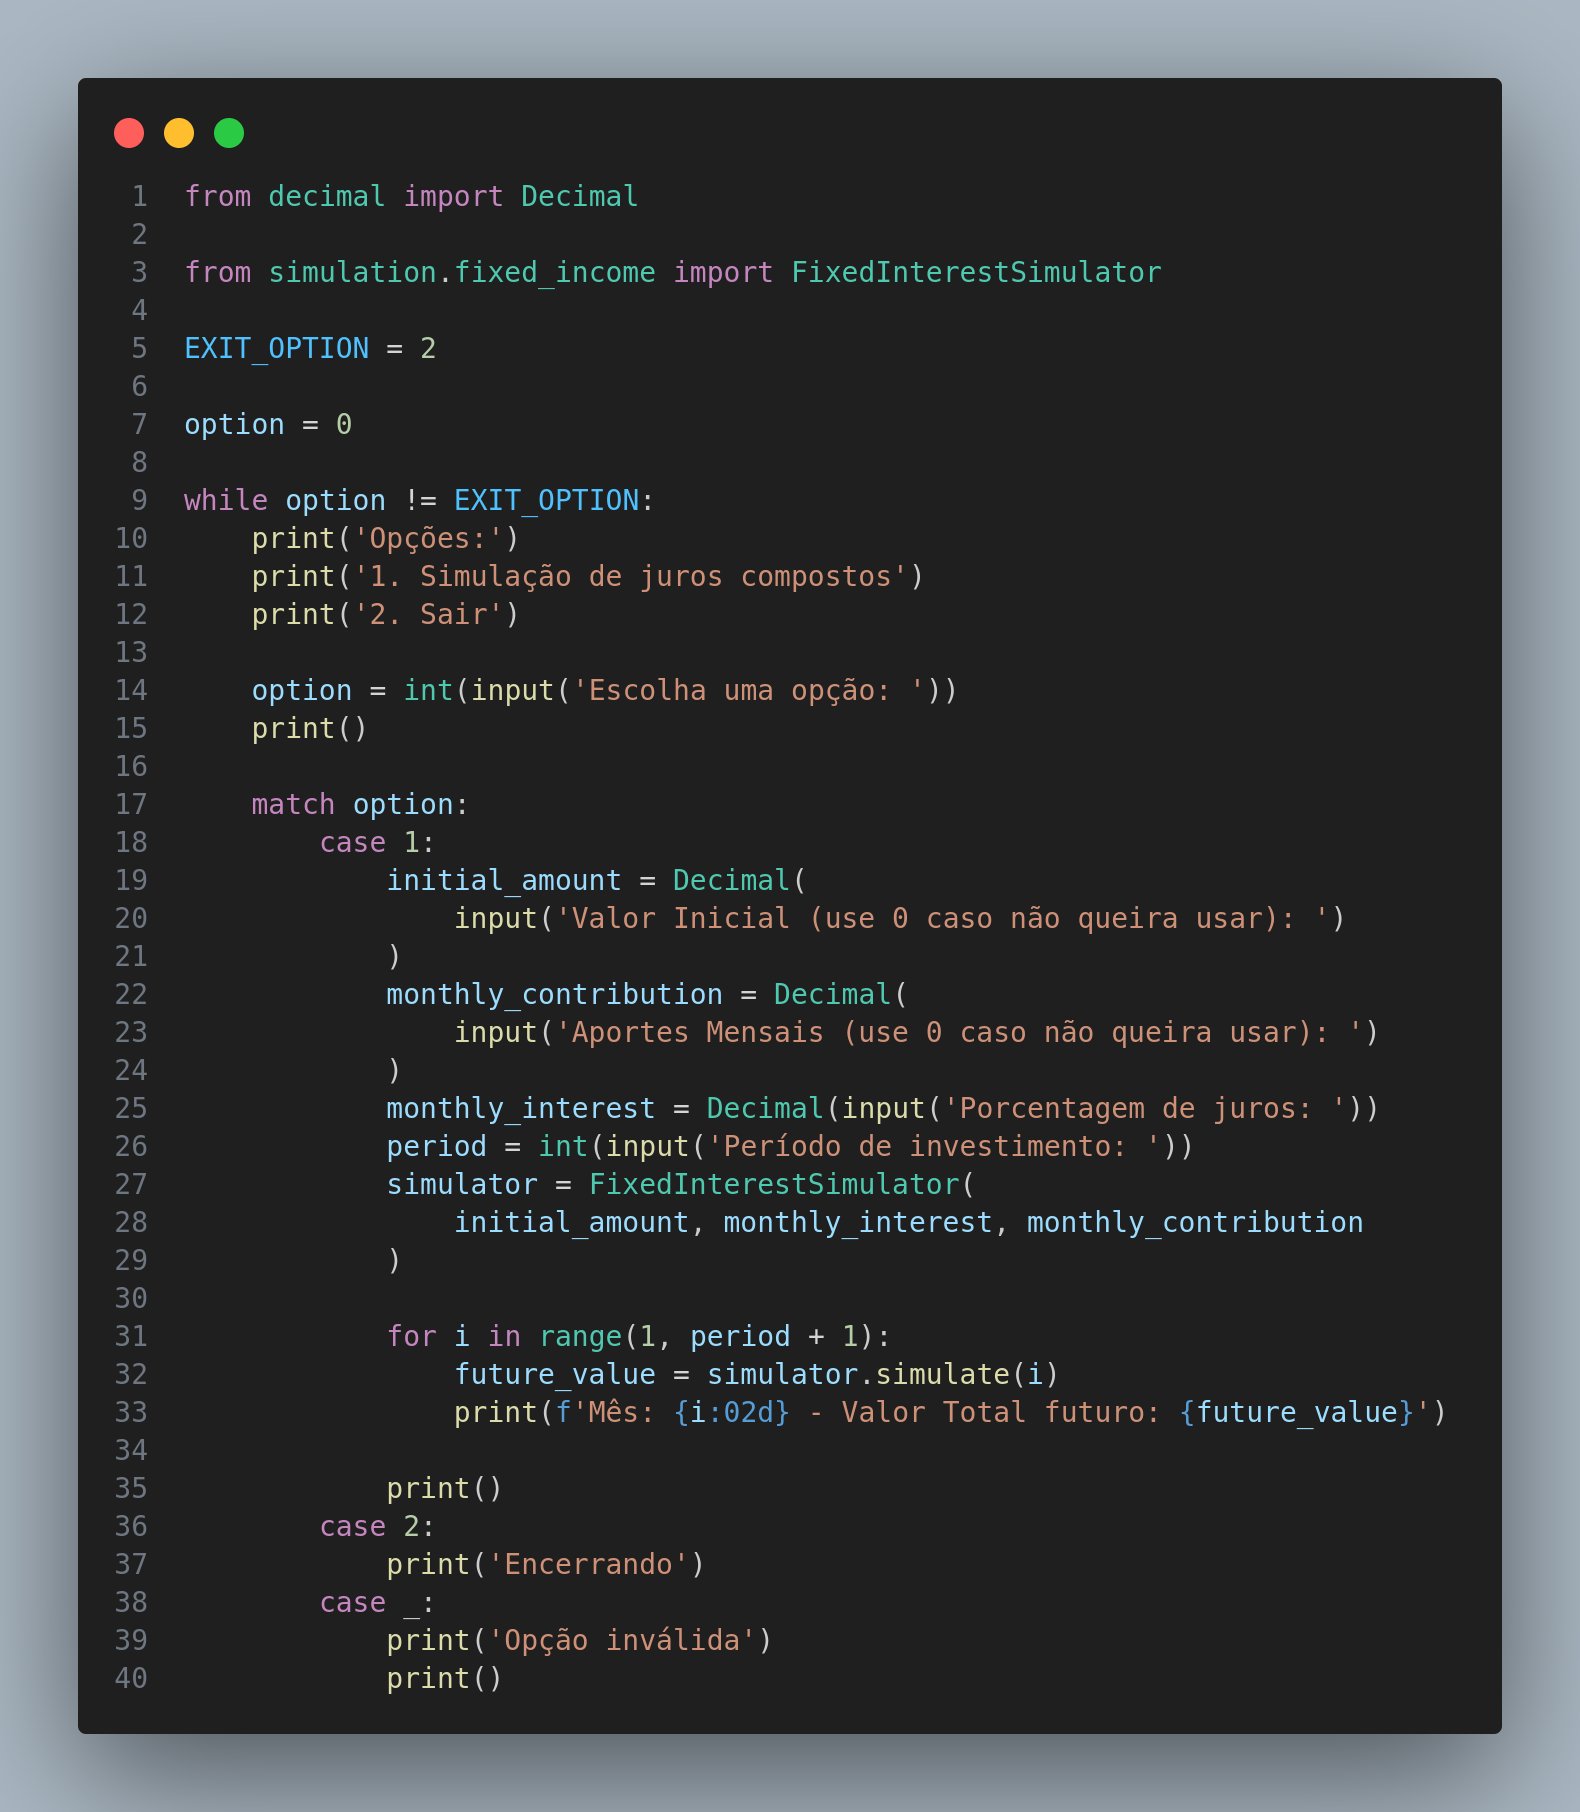 1 from decimal import Decimal
2
3 from simulation.fixed_income import FixedInterestSimulator
4
5 EXIT_OPTION = 2
6
7 option = 0
8
9 while option != EXIT_OPTION:
10     print('Opções:')
11     print('1. Simulação de juros compostos')
12     print('2. Sair')
13
14     option = int(input('Escolha uma opção: '))
15     print()
16
17     match option:
18         case 1:
19             initial_amount = Decimal(
20                 input('Valor Inicial (use 0 caso não queira usar): ')
21             )
22             monthly_contribution = Decimal(
23                 input('Aportes Mensais (use 0 caso não queira usar): ')
24             )
25             monthly_interest = Decimal(input('Porcentagem de juros: '))
26             period = int(input('Período de investimento: '))
27             simulator = FixedInterestSimulator(
28                 initial_amount, monthly_interest, monthly_contribution
29             )
30
31             for i in range(1, period + 1):
32                 future_value = simulator.simulate(i)
33                 print(f'Mês: {i:02d} - Valor Total futuro: {future_value}')
34
35             print()
36         case 2:
37             print('Encerrando')
38         case _:
39             print('Opção inválida')
40             print()